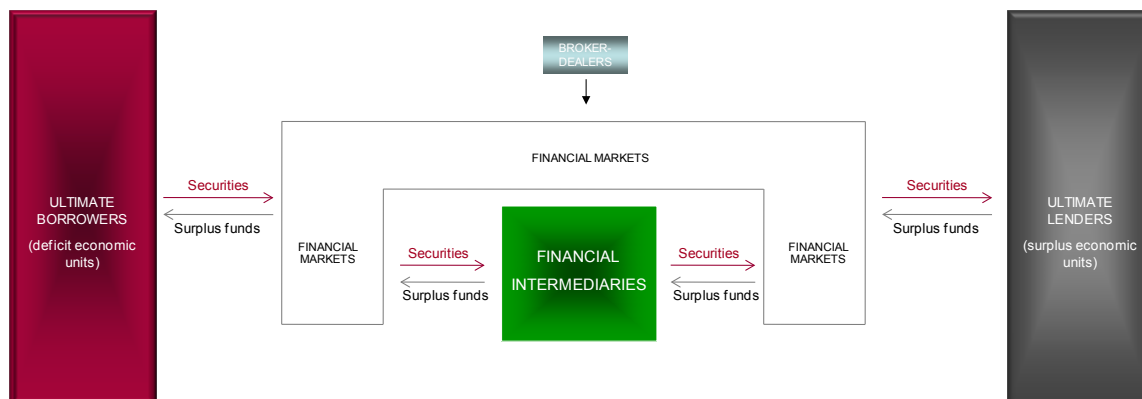 BROKER-
DEALERS
FINANCIAL MARKETS
Securities
Surplus funds
ULTIMATE
BORROWERS
(deficit economic
units)
FINANCIAL
MARKETS
Securities
Surplus funds
FINANCIAL
INTERMEDIARIES
Securities
Surplus funds
FINANCIAL
MARKETS
Securities
Surplus funds
ULTIMATE
LENDERS
(surplus economic
units)